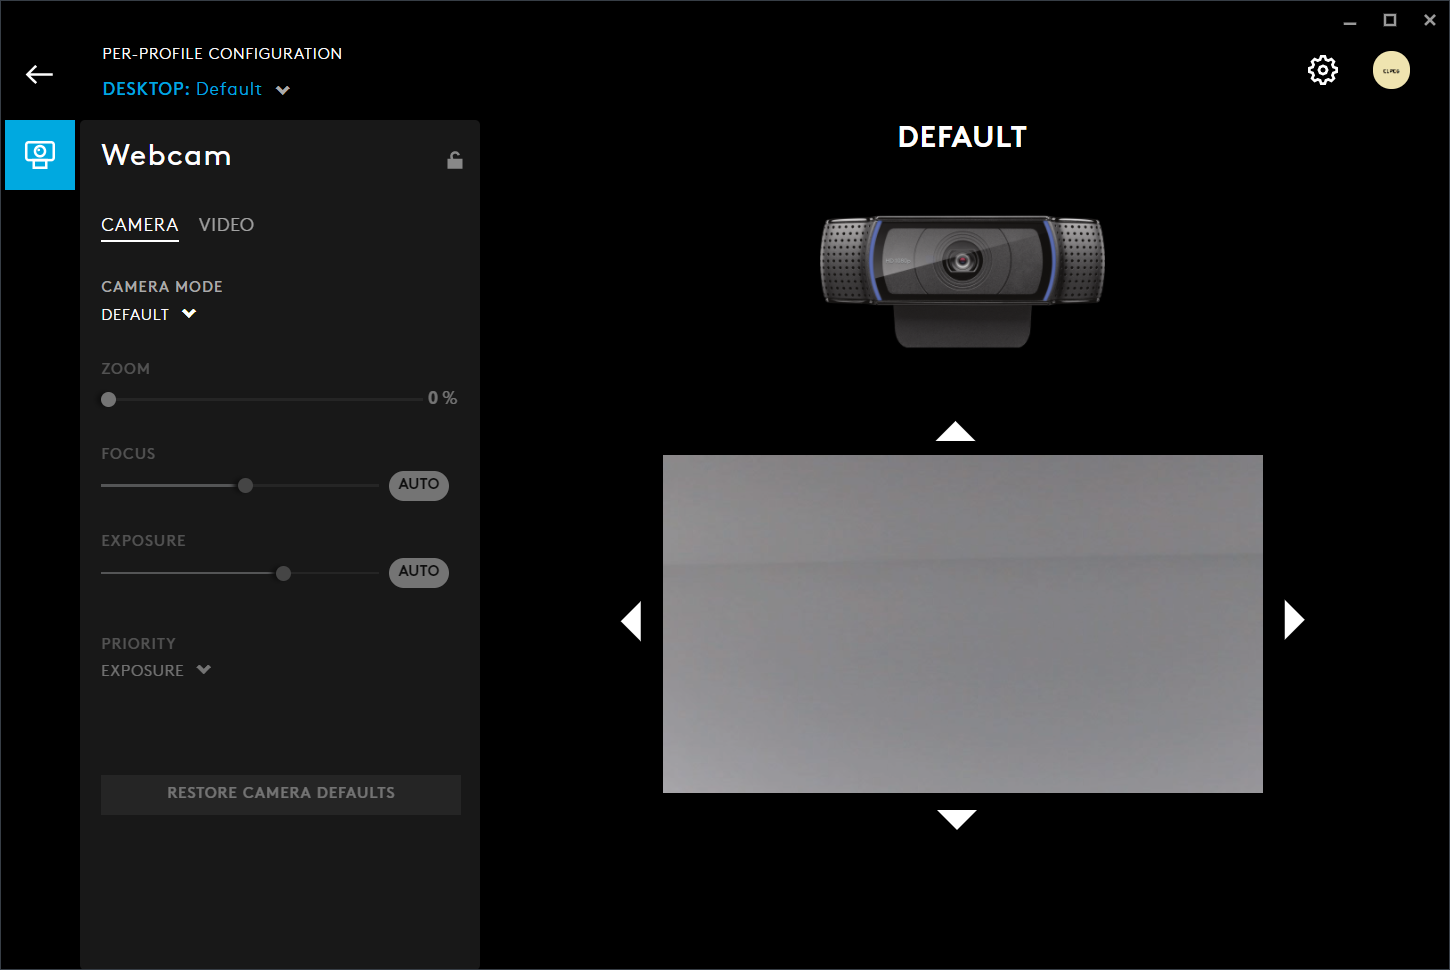 PER-PROFILE CONFIGURATION
DESKTOP: Default
Webcam
CAMERA VIDEO
CAMERA MODE
DEFAULT
ZOOM
0 %
FOCUS
AUTO
EXPOSURE
AUTO
PRIORITY
EXPOSURE
RESTORE CAMERA DEFAULTS
DEFAULT